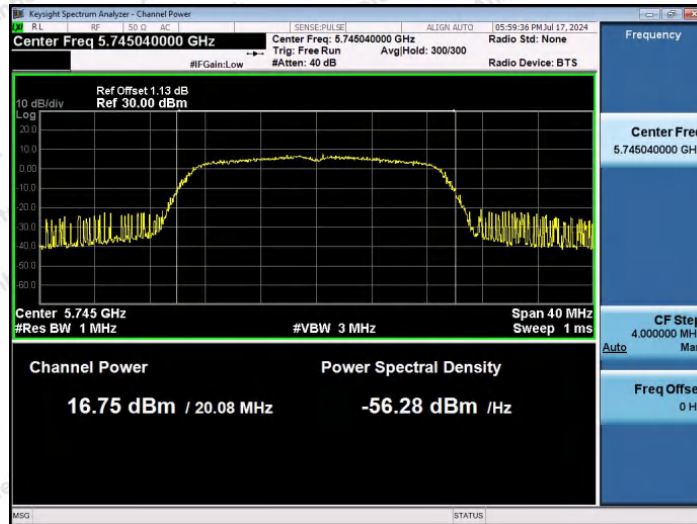 Keysight Spectrum Analyzer - Channel Power
LXI RL RF 50 Ω AC SENSE:PULSE ALIGN AUTO 05:59:36 PM Jul 17, 2024
Center Freq 5.745040000 GHz
Center Freq: 5.745040000 GHz
Radio Std: None
Trig: Free Run
Avg|Hold: 300/300
#IFGain:Low
#Atten: 40 dB
Radio Device: BTS
Ref Offset 1.13 dB
10 dB/div
Ref 30.00 dBm
Log
20.0
10.0
0.00
-10.0
-20.0
-30.0
-40.0
-50.0
-60.0
Center 5.745 GHz
Span 40 MHz
#Res BW 1 MHz
#VBW 3 MHz
Sweep 1 ms
Channel Power
Power Spectral Density
16.75 dBm / 20.08 MHz
-56.28 dBm /Hz
Frequency
Center Fre
5.745040000 GH
CF Step
4.000000 MH
Auto Ma
Freq Offse
0 H
MSG
STATUS